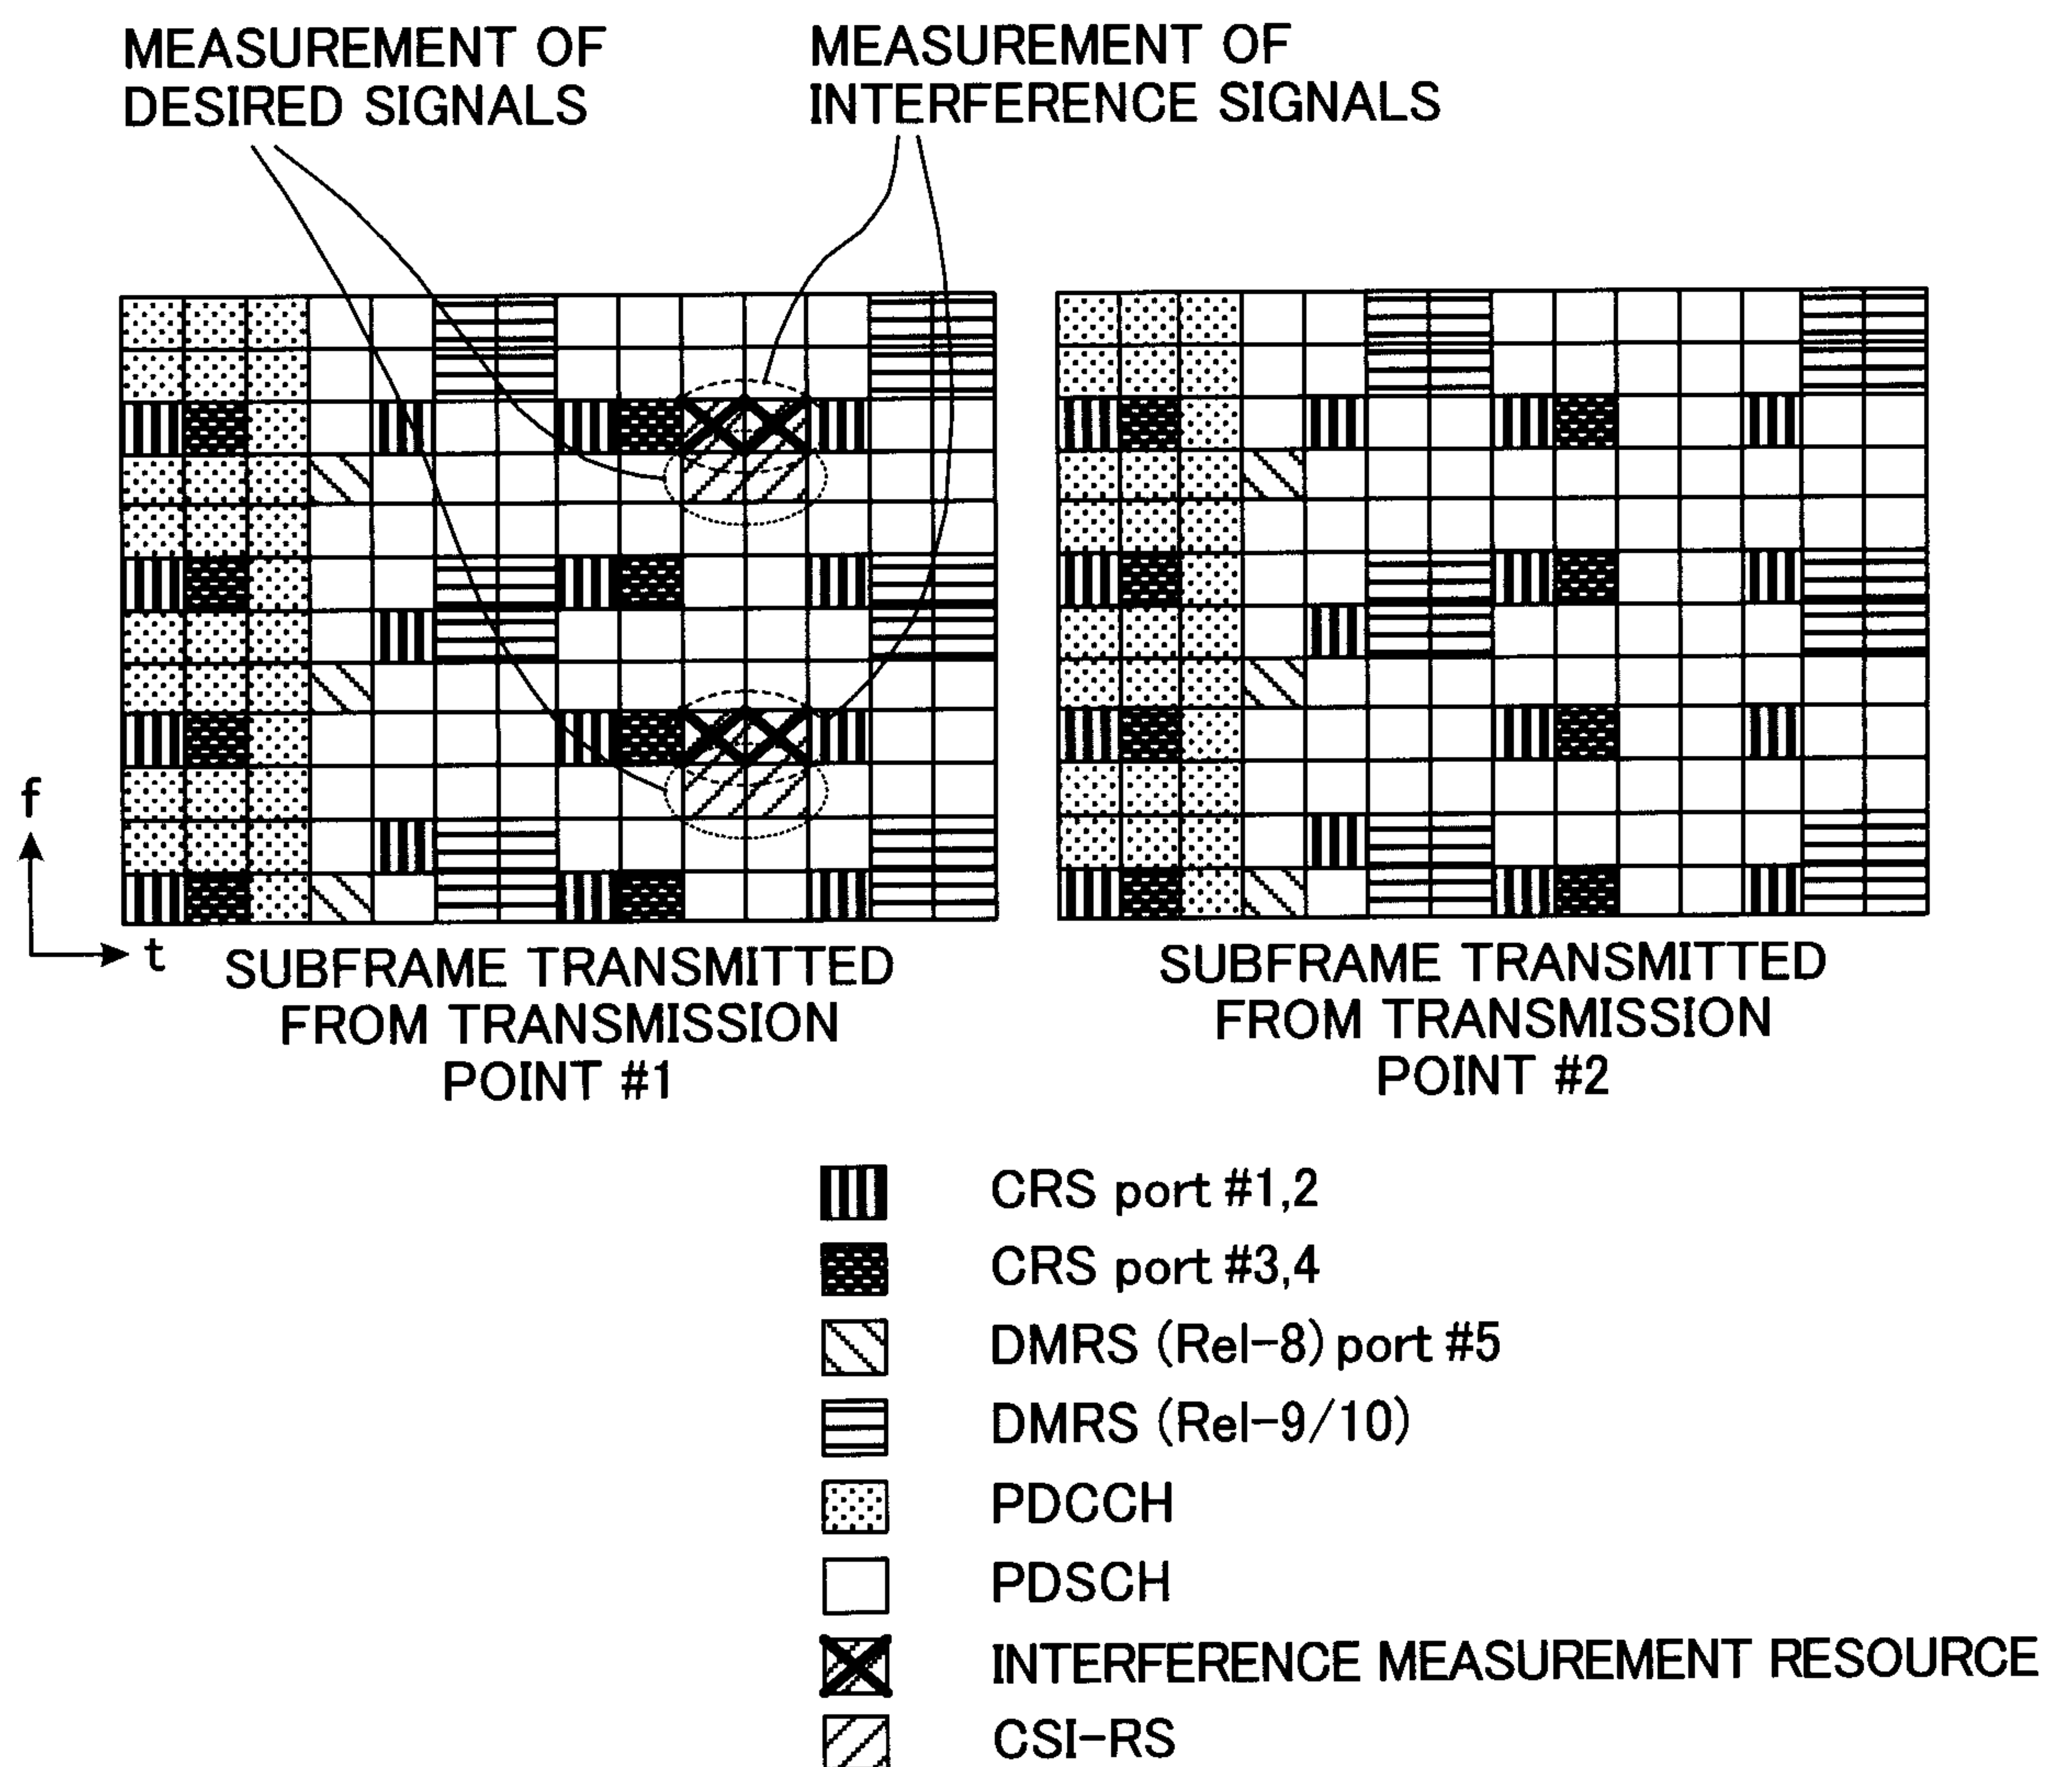 MEASUREMENT OF
DESIRED SIGNALS
MEASUREMENT OF
INTERFERENCE SIGNALS
f
t
SUBFRAME TRANSMITTED
FROM TRANSMISSION
POINT #1
SUBFRAME TRANSMITTED
FROM TRANSMISSION
POINT #2
CRS port #1,2
CRS port #3,4
DMRS (Rel-8) port #5
DMRS (Rel-9/10)
PDCCH
PDSCH
INTERFERENCE MEASUREMENT RESOURCE
CSI-RS